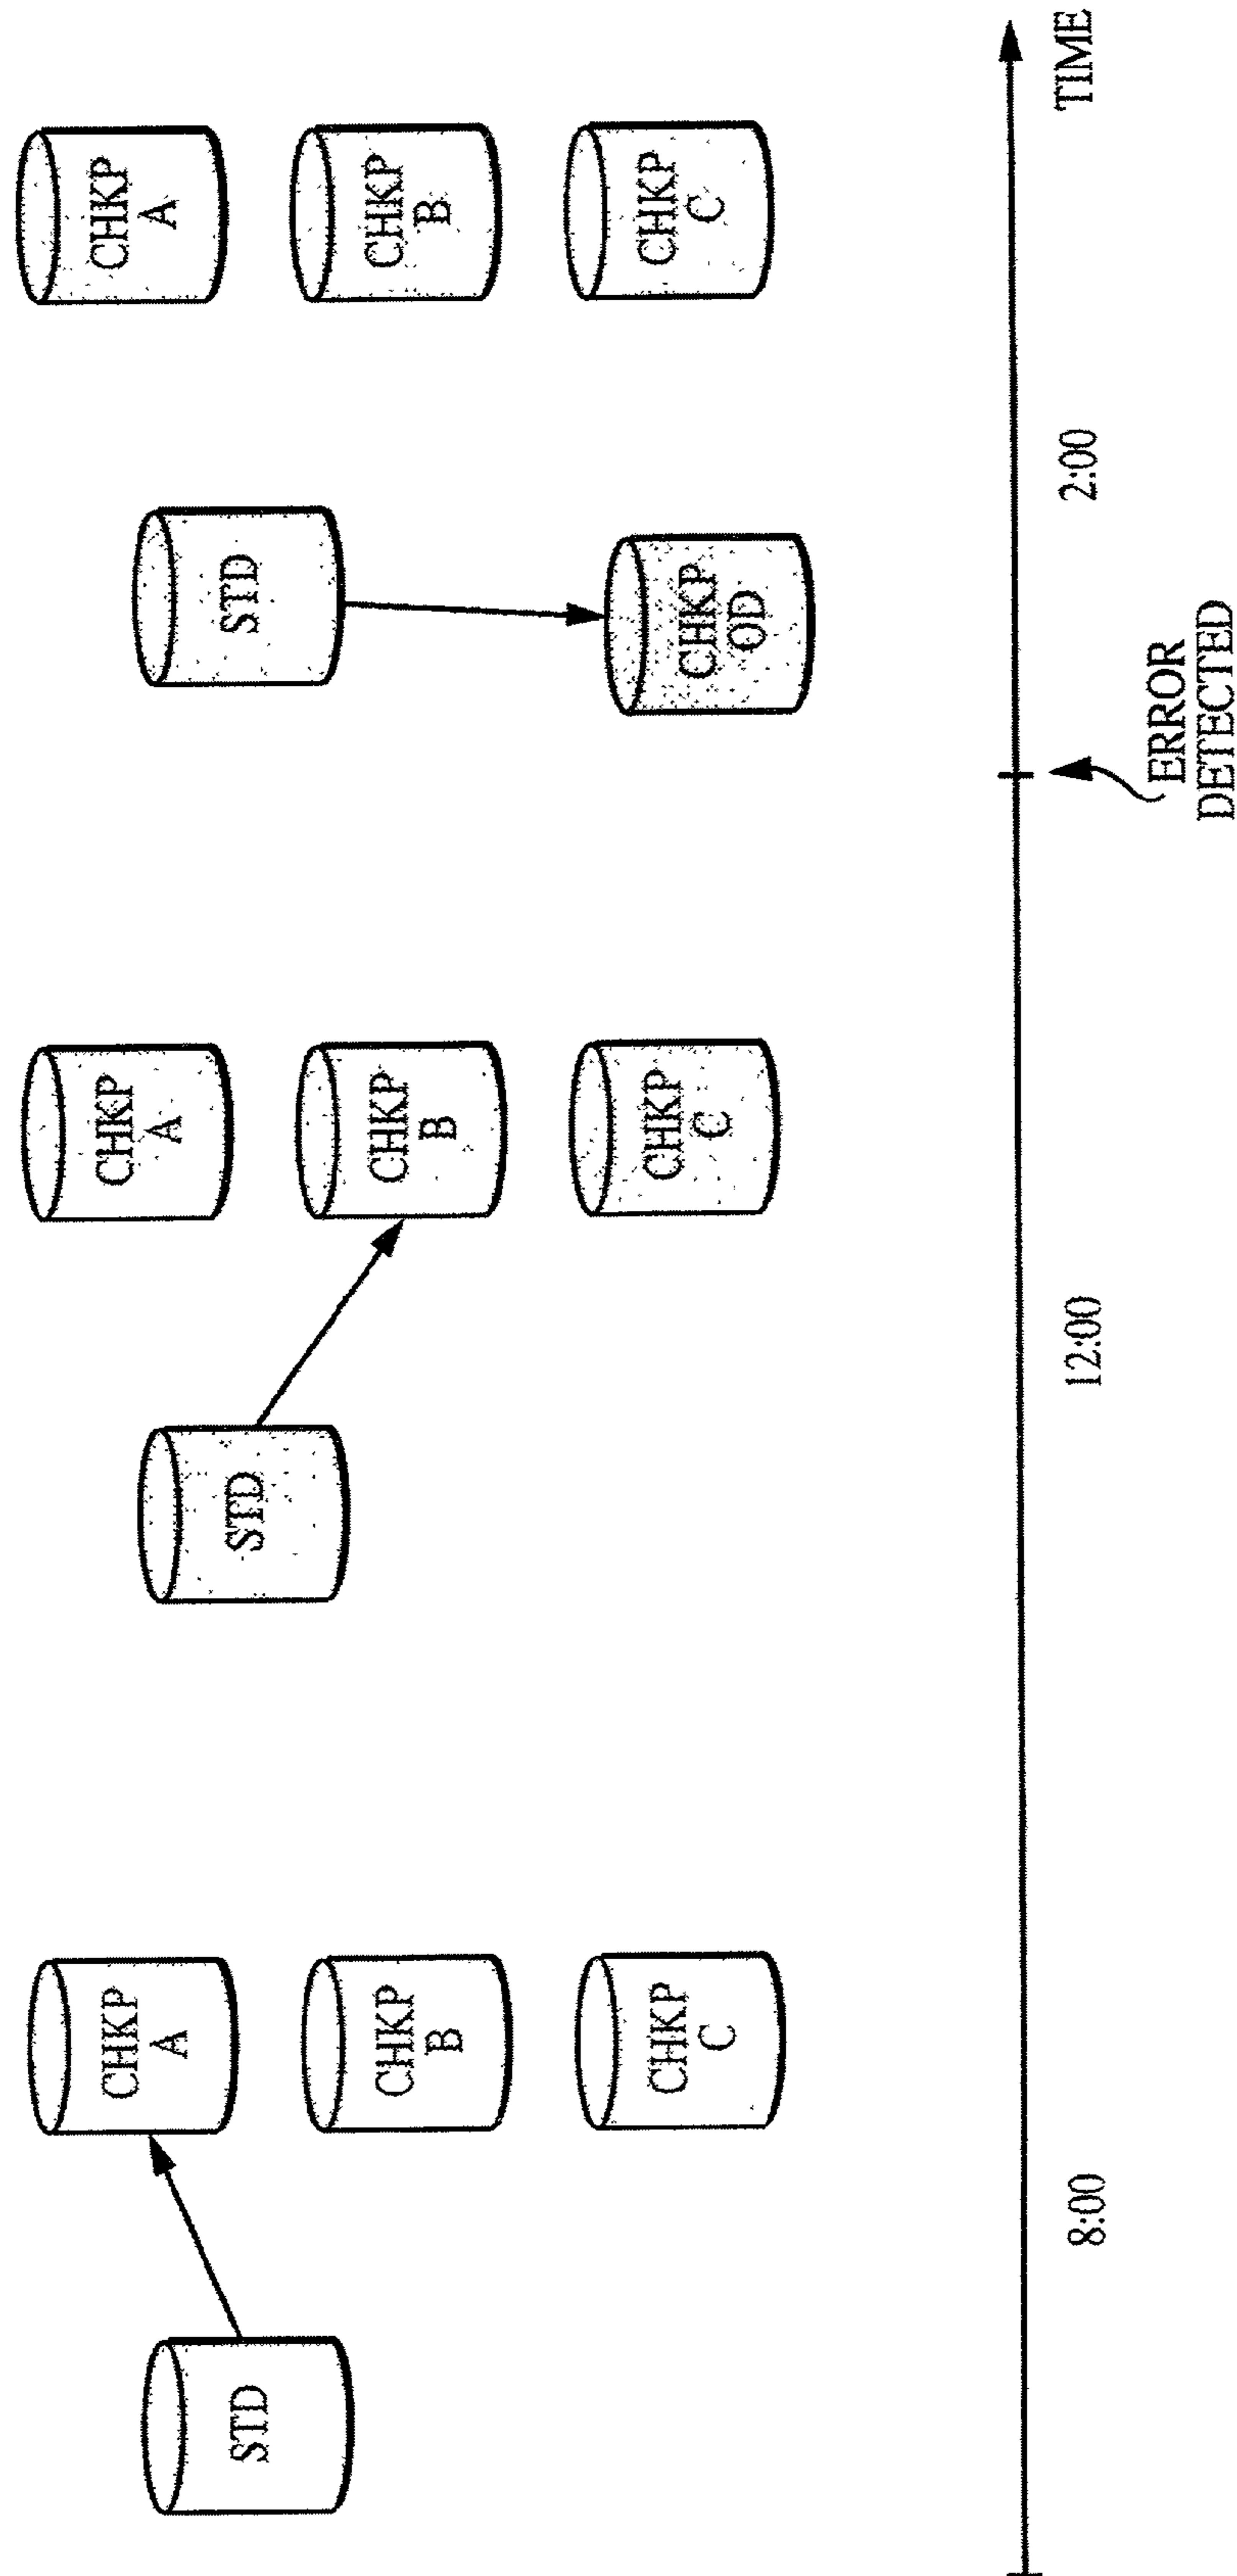 STD
CHKP
A
CHKP
B
CHKP
C
STD
CHKP
A
CHKP
B
CHKP
C
STD
CHKP
OD
CHKP
A
CHKP
B
CHKP
C
8:00
12:00
2:00
TIME
ERROR
DETECTED